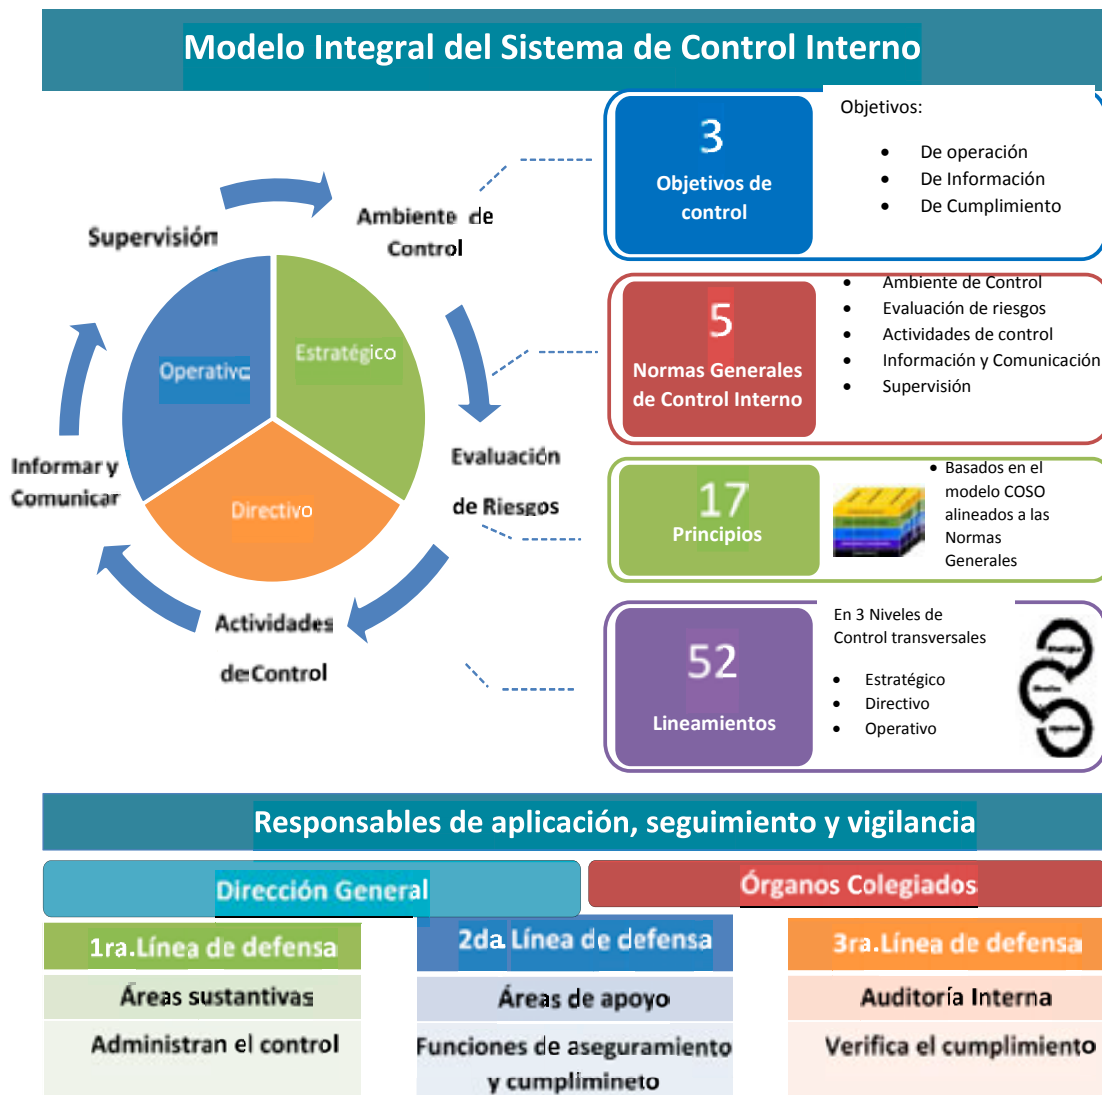 Modelo Integral del Sistema de Control Interno
Supervisión
Ambiente de
Control
Operativo
Estratégico
Directivo
Informar y
Comunicar
Evaluación
de Riesgos
Actividades
de Control
3
Objetivos de
control
Objetivos:
• De operación
• De Información
• De Cumplimiento
5
Normas Generales
de Control Interno
• Ambiente de Control
• Evaluación de riesgos
• Actividades de control
• Información y Comunicación
• Supervisión
17
Principios
• Basados en el
modelo COSO
alineados a las
Normas
Generales
52
Lineamientos
En 3 Niveles de
Control transversales
• Estratégico
• Directivo
• Operativo
Responsables de aplicación, seguimiento y vigilancia
Dirección General
Órganos Colegiados
1ra.Línea de defensa
Áreas sustantivas
Administran el control
2da Línea de defensa
Áreas de apoyo
Funciones de aseguramiento
y cumplimineto
3ra.Línea de defensa
Auditoría Interna
Verifica el cumplimiento